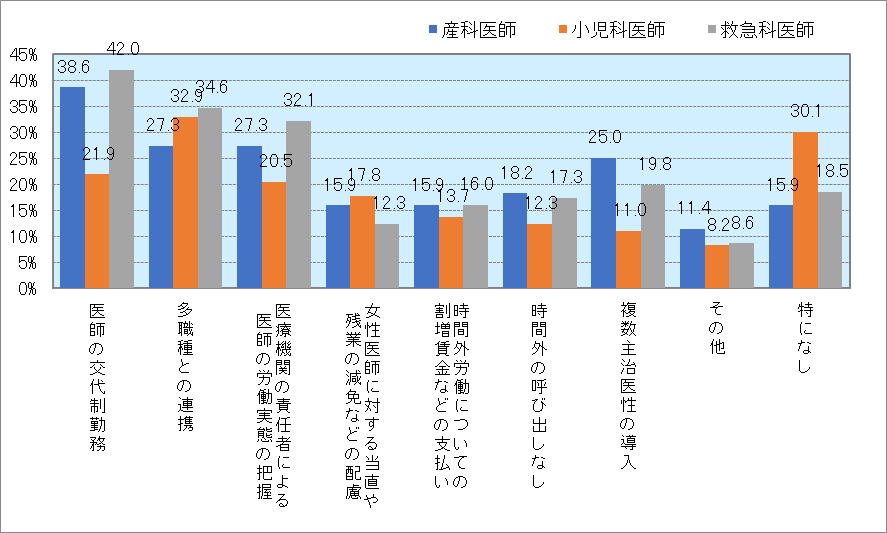 産科医師 小児科医師 救急科医師
45%
40%
35%
30%
25%
20%
15%
10%
5%
0%
38.6 21.9 42.0
27.3 32.9 34.6
27.3 20.5 32.1
15.9 17.8 12.3
15.9 13.7 16.0
18.2 12.3 17.3
25.0 11.0 19.8
11.4 8.2 8.6
15.9 30.1 18.5
医師の交代制勤務
多職種との連携
医療機関の責任者による
医師の労働実態の把握
女性医師に対する当直や
残業の減免などの配慮
時間外労働についての
割増賃金などの支払い
時間外の呼び出しなし
複数主治医性の導入
その他
特になし